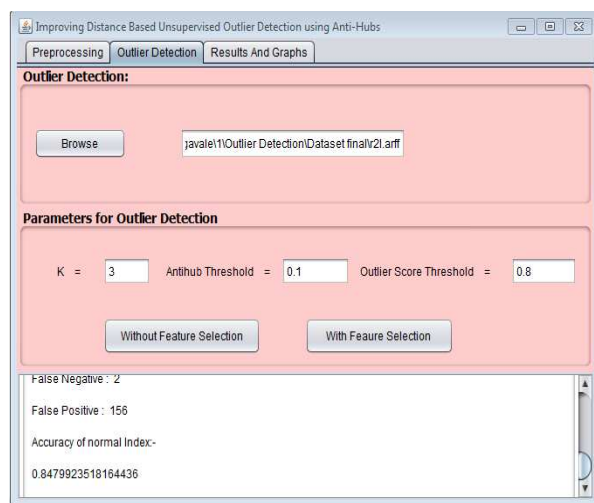 Improving Distance Based Unsupervised Outlier Detection using Anti-Hubs
Preprocessing Outlier Detection Results And Graphs
Outlier Detection:
Browse gavale\1\Outlier Detection\Dataset final\r2l.arff
Parameters for Outlier Detection
K = 3 Antihub Threshold = 0.1 Outlier Score Threshold = 0.8
Without Feature Selection With Feaure Selection
False Negative : 2
False Positive : 156
Accuracy of normal Index:-
0.8479923518164436